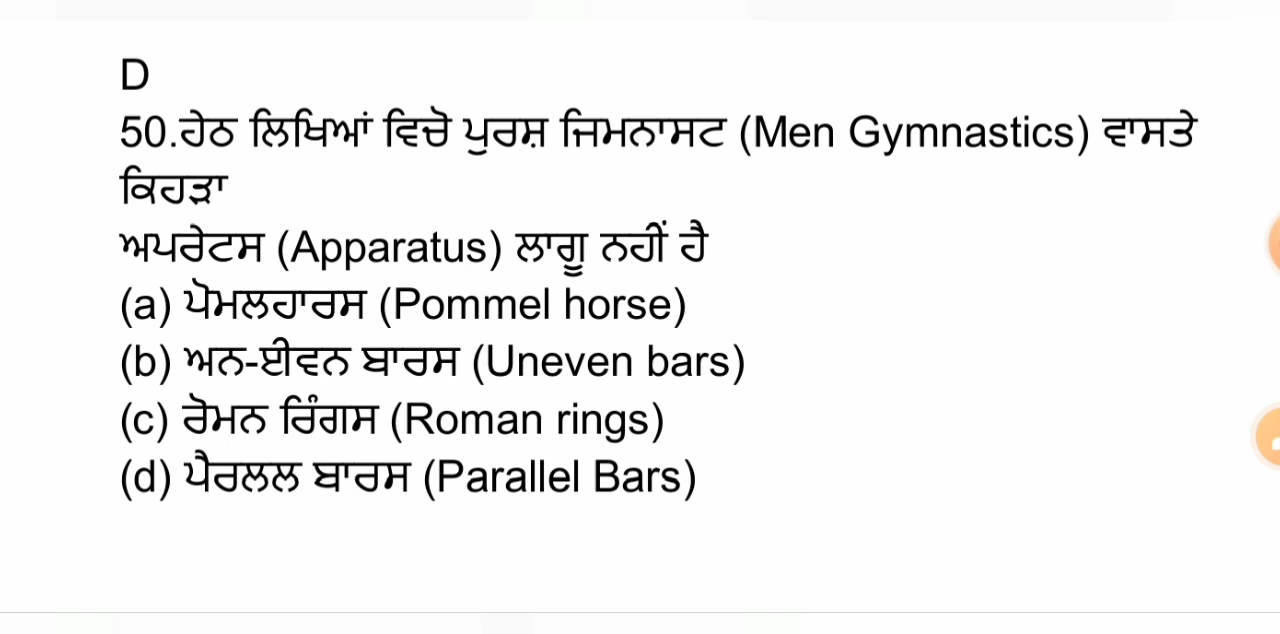 D
50.ਹੇਠ ਲਿਖਿਆਂ ਵਿਚੋ ਪੁਰਸ਼ ਜਿਮਨਾਸਟ (Men Gymnastics) ਵਾਸਤੇ
ਕਿਹੜਾ
ਅਪਰੇਟਸ (Apparatus) ਲਾਗੂ ਨਹੀਂ ਹੈ
(a) ਪੋਮਲਹਾਰਸ (Pommel horse)
(b) ਅਨ-ਈਵਨ ਬਾਰਸ (Uneven bars)
(c) ਰੋਮਨ ਰਿੰਗਸ (Roman rings)
(d) ਪੈਰਲਲ ਬਾਰਸ (Parallel Bars)